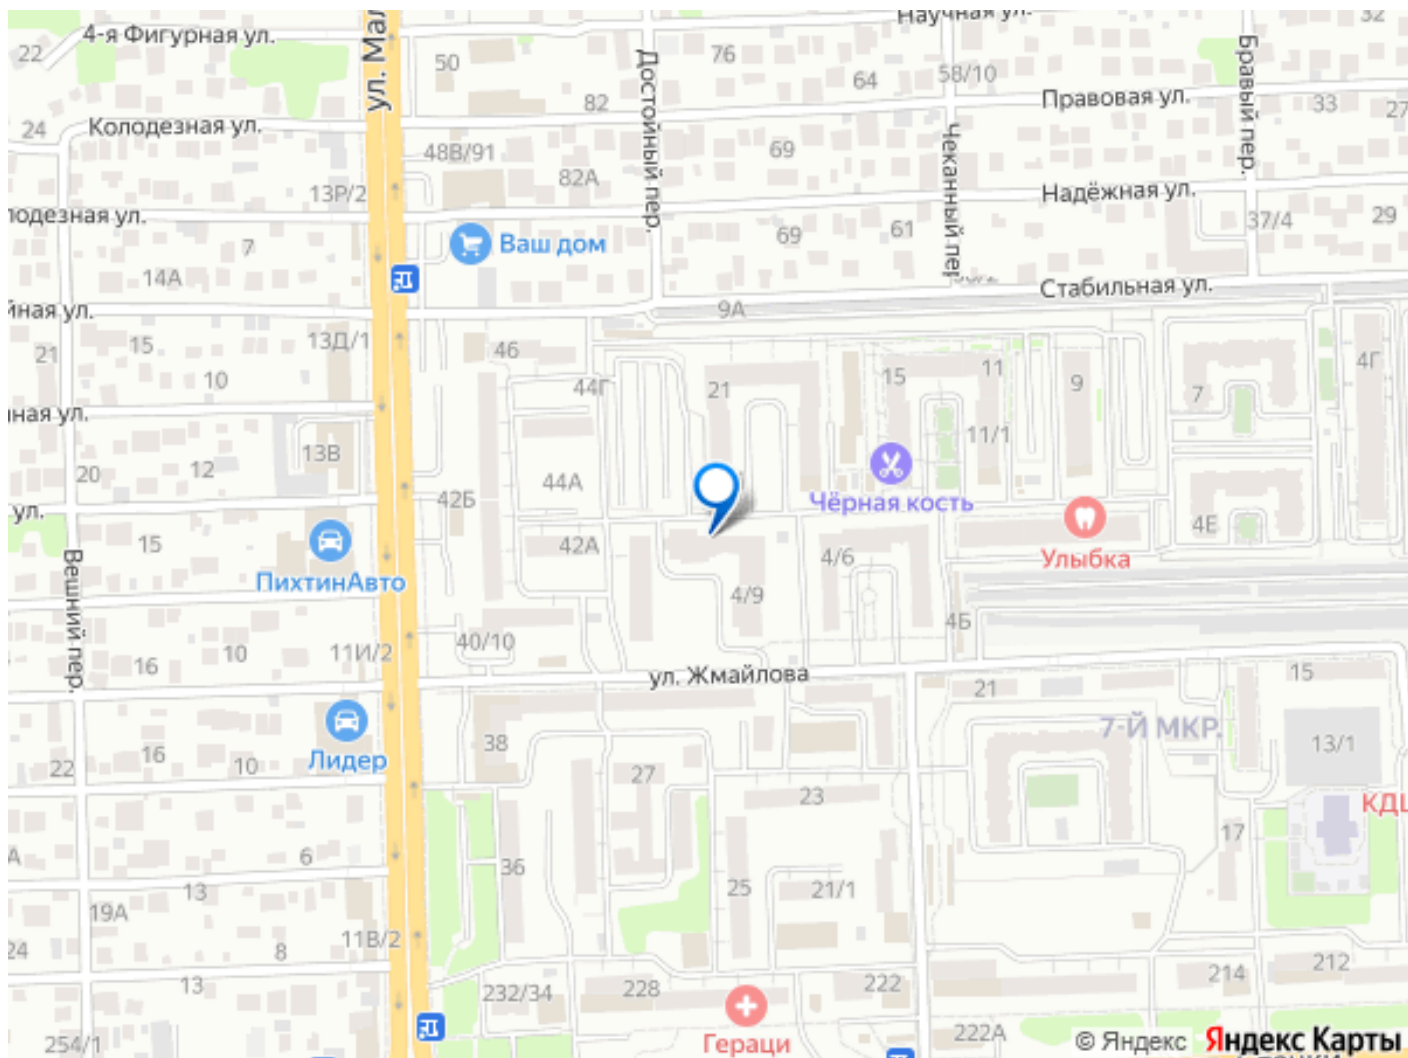 Научная ул.
32
4-я Фигурная ул.
22
ул. Мал
50
Достойный пер.
76
64
58/10
Бравый пер.
Правовая ул.
33
27
82
24
Колодезная ул.
48В/91
69
Чеканный пер
82А
13Р/2
Надёжная ул.
лодезная ул.
7
Ваш дом
69
61
37/4
29
14А
Стабильная ул.
йная ул.
9А
13Д/1
21
15
46
10
44Г
21
15
11
9
7
4Г
нная ул.
11/1
13В
20
12
44А
42Б
Чёрная кость
ул.
15
42А
4/6
4Е
Улыбка
ПихтинАвто
Вешний пер.
4/9
4Б
16
10
11И/2
40/10
ул. Жмайлова
21
15
7-Й МКР.
38
13/1
16
10
Лидер
22
27
23
КДЦ
17
А
6
36
25
21/1
13
19А
24
8
11В/2
13
232/34
228
222
214
212
254/1
Гераци
222А
© Яндекс Яндекс Карты